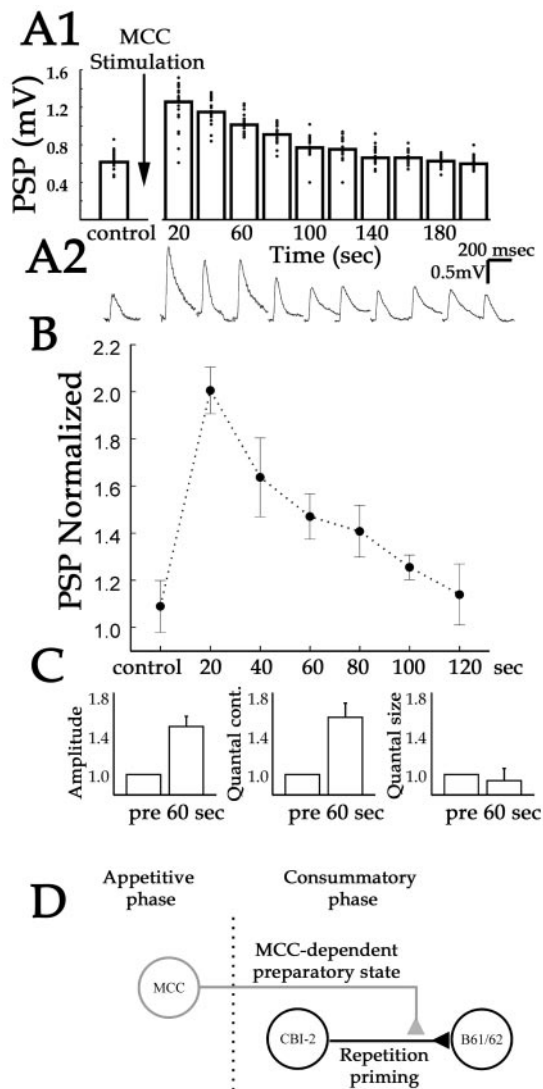 A1
MCC
Stimulation
PSP (mV)
1.6
1.2
0.8
0.4
control
20 60 100 140 180
Time (sec)
A2
200 msec
0.5mV
B
PSP Normalized
2.2
2.0
1.8
1.6
1.4
1.2
1.0
control 20 40 60 80 100 120 sec
C
Amplitude
1.8
1.4
1.0
pre 60 sec
Quantal cont.
1.8
1.4
1.0
pre 60 sec
Quantal size
1.8
1.4
1.0
pre 60 sec
D
Appetitive
phase
Consummatory
phase
MCC-dependent
preparatory state
MCC
CBI-2
B61/62
Repetition
priming